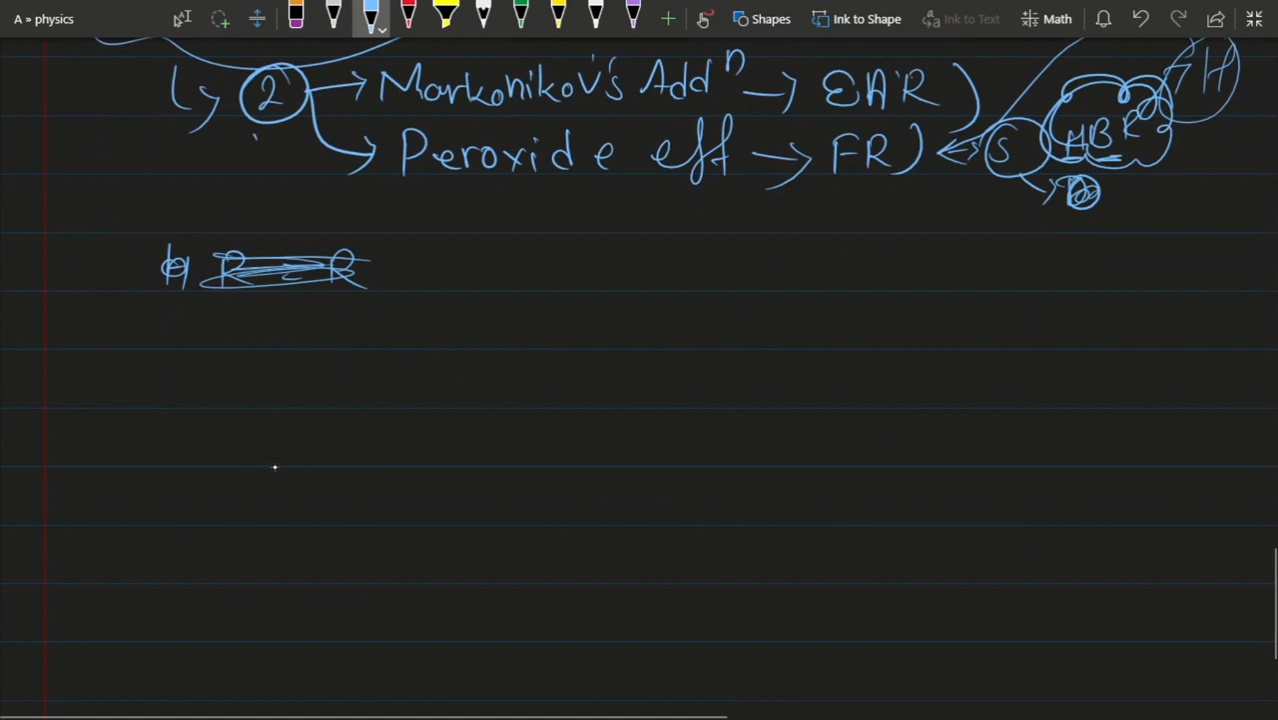 A » physics
Shapes Ink to Shape Ink to Text Math
2 → Markonikov's Addⁿ → EAR
Peroxide eff → FR S HBR